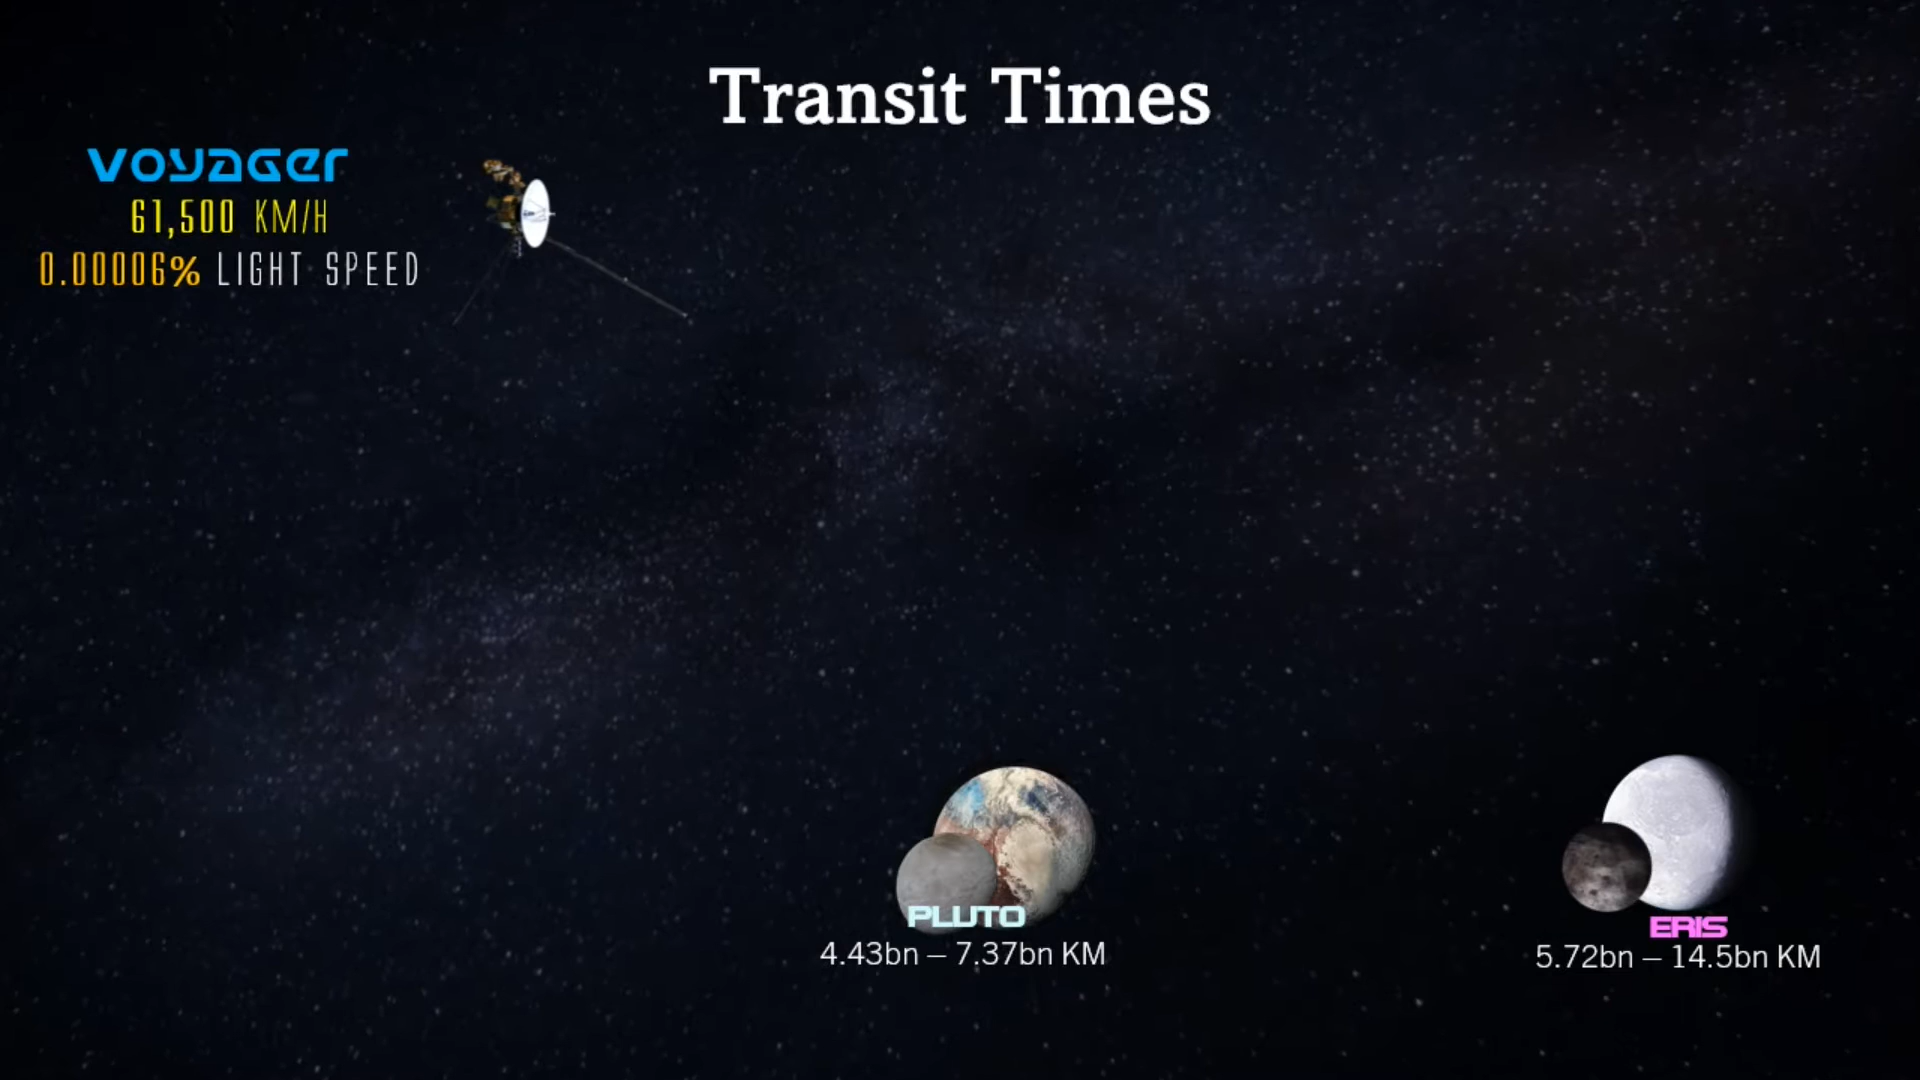 Transit Times
VOYAGER
61,500 KM/H
0.00006% LIGHT SPEED
PLUTO
4.43bn – 7.37bn KM
ERIS
5.72bn – 14.5bn KM